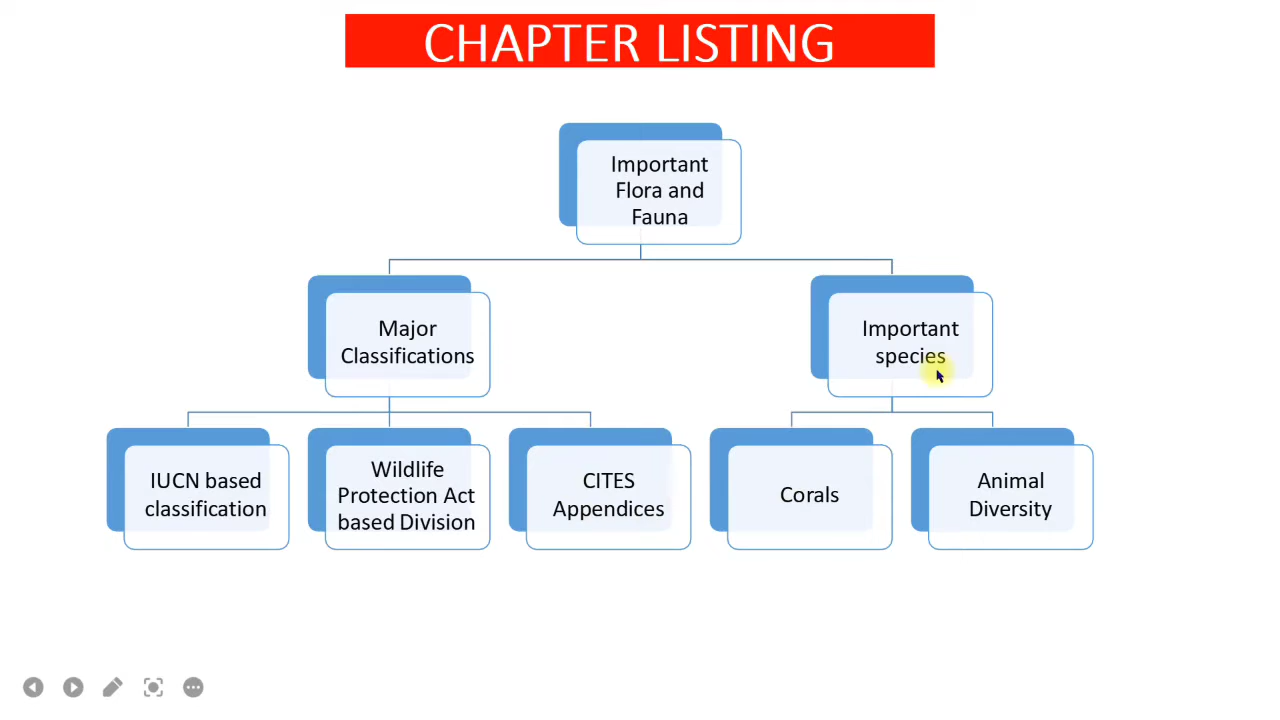 CHAPTER LISTING
Important
Flora and
Fauna
Major
Classifications
Important
species
IUCN based
classification
Wildlife
Protection Act
based Division
CITES
Appendices
Corals
Animal
Diversity